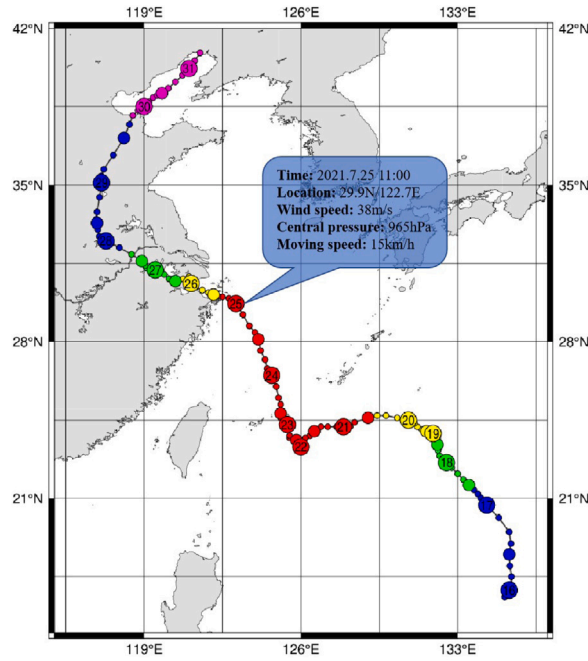 119°E 126°E 133°E
42°N 42°N
31
30
Time: 2021.7.25 11:00
Location: 29.9N 122.7E
Wind speed: 38m/s
Central pressure: 965hPa
Moving speed: 15km/h
35°N 35°N
27
26
25
28°N 28°N
24
23
22
21
20
19
18
21°N 21°N
119°E 126°E 133°E